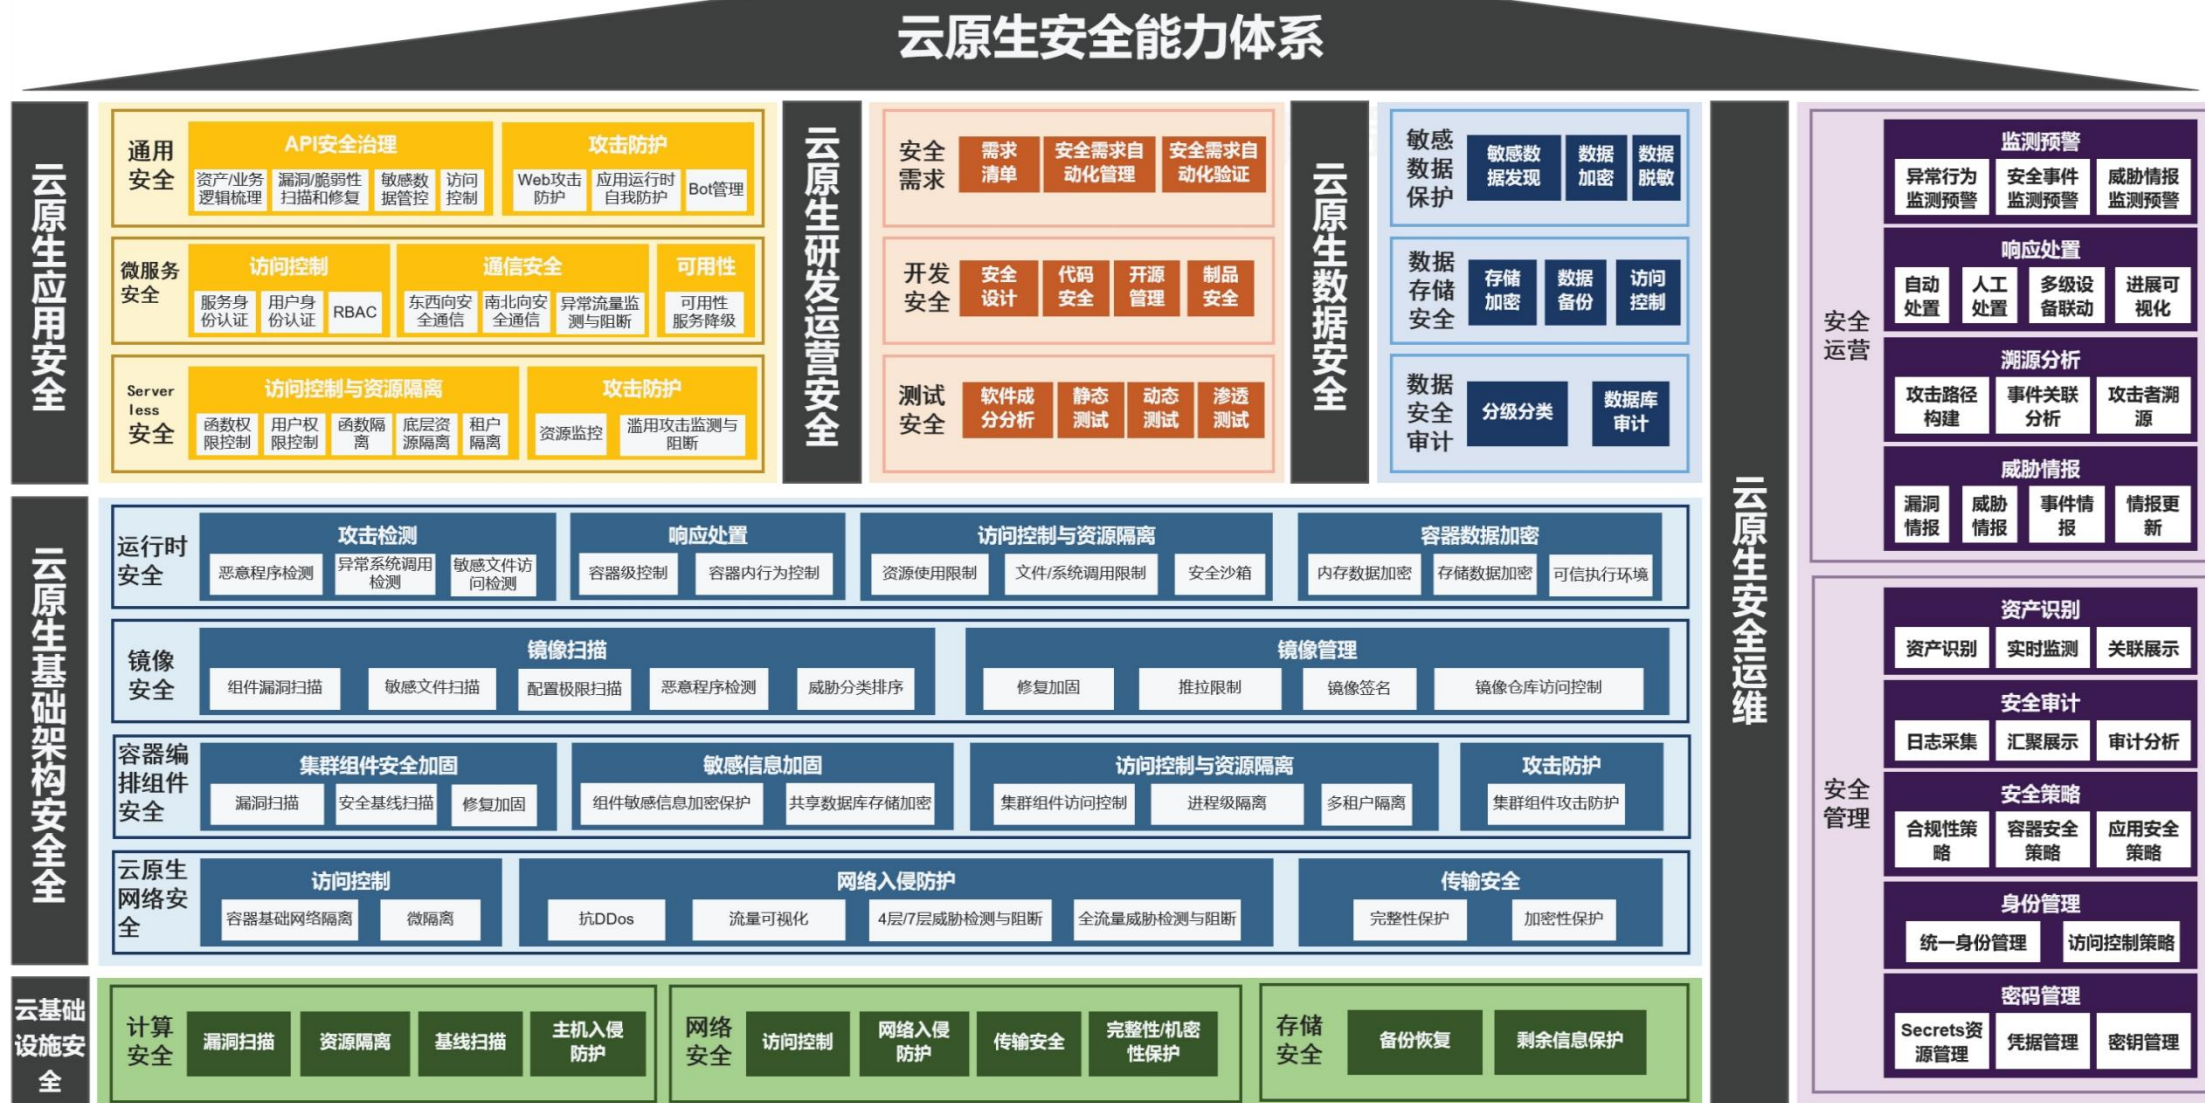 云原生安全能力体系
云原生应用安全
通用
安全
API安全治理
资产/业务
逻辑梳理
漏洞/脆弱性
扫描和修复
敏感数
据管控
访问
控制
攻击防护
Web攻击
防护
应用运行时
自我防护
Bot管理
微服务
安全
访问控制
服务身
份认证
用户身
份认证
RBAC
通信安全
东西向安
全通信
南北向安
全通信
异常流量监
测与阻断
可用性
可用性
服务降级
Server
less
安全
访问控制与资源隔离
函数权
限控制
用户权
限控制
函数隔
离
底层资
源隔离
租户
隔离
攻击防护
资源监控
滥用攻击监测与
阻断
云原生研发运营安全
安全
需求
需求
清单
安全需求自
动化管理
安全需求自
动化验证
开发
安全
安全
设计
代码
安全
开源
管理
制品
安全
测试
安全
软件成
分分析
静态
测试
动态
测试
渗透
测试
云原生数据安全
敏感
数据
保护
敏感数
据发现
数据
加密
数据
脱敏
数据
存储
安全
存储
加密
数据
备份
访问
控制
数据
安全
审计
分级分类
数据库
审计
云原生基础架构安全全
运行时
安全
攻击检测
恶意程序检测
异常系统调用
检测
敏感文件访
问检测
响应处置
容器级控制
容器内行为控制
访问控制与资源隔离
资源使用限制
文件/系统调用限制
安全沙箱
容器数据加密
内存数据加密
存储数据加密
可信执行环境
镜像
安全
镜像扫描
组件漏洞扫描
敏感文件扫描
配置极限扫描
恶意程序检测
威胁分类排序
镜像管理
修复加固
推拉限制
镜像签名
镜像仓库访问控制
容器编
排组件
安全
集群组件安全加固
漏洞扫描
安全基线扫描
修复加固
敏感信息加固
组件敏感信息加密保护
共享数据库存储加密
访问控制与资源隔离
集群组件访问控制
进程级隔离
多租户隔离
攻击防护
集群组件攻击防护
云原生
网络安
全
访问控制
容器基础网络隔离
微隔离
网络入侵防护
抗DDos
流量可视化
4层/7层威胁检测与阻断
全流量威胁检测与阻断
传输安全
完整性保护
加密性保护
云基础
设施安
全
计算
安全
漏洞扫描
资源隔离
基线扫描
主机入侵
防护
网络
安全
访问控制
网络入侵
防护
传输安全
完整性/机密
性保护
存储
安全
备份恢复
剩余信息保护
云原生安全运维
安全
运营
监测预警
异常行为
监测预警
安全事件
监测预警
威胁情报
监测预警
响应处置
自动
处置
人工
处置
多级设
备联动
进展可
视化
溯源分析
攻击路径
构建
事件关联
分析
攻击者溯
源
威胁情报
漏洞
情报
威胁
情报
事件情
报
情报更
新
安全
管理
资产识别
资产识别
实时监测
关联展示
安全审计
日志采集
汇聚展示
审计分析
安全策略
合规性策
略
容器安全
策略
应用安全
策略
身份管理
统一身份管理
访问控制策略
密码管理
Secrets资
源管理
凭据管理
密钥管理